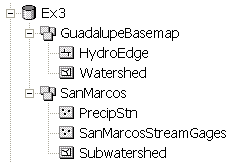 Ex3
GuadalupeBasemap
HydroEdge
Watershed
SanMarcos
PrecipStn
SanMarcosStreamGages
Subwatershed